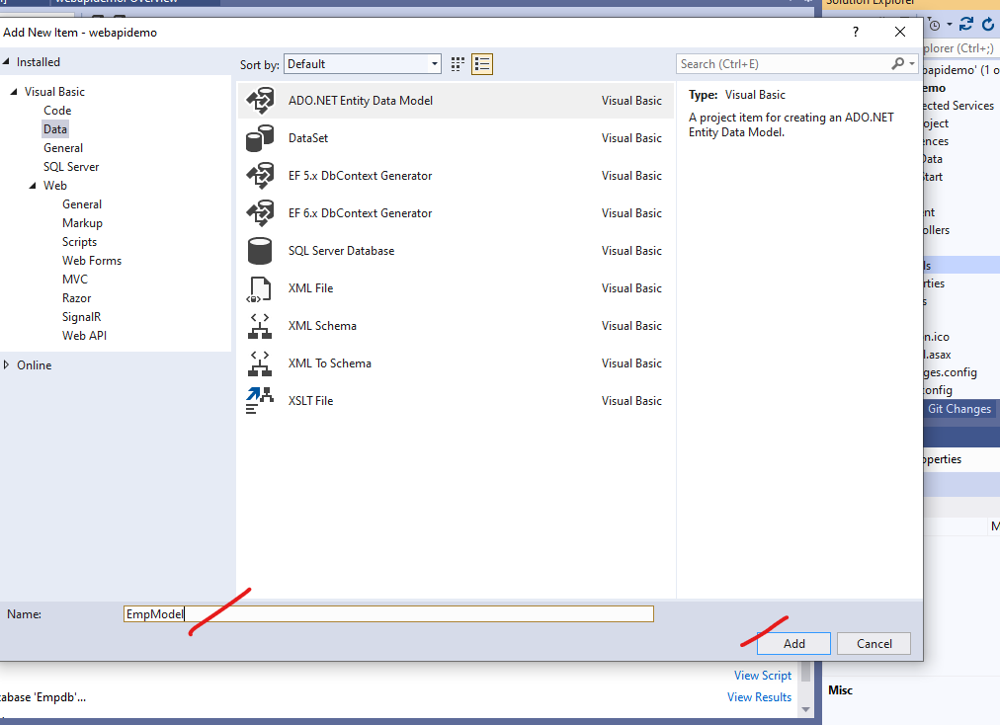 webapidemo: Overview
Solution Explorer
Add New Item - webapidemo
?
Installed
Sort by:
Default
Search (Ctrl+E)
plorer (Ctrl+;)
Visual Basic
Code
Data
General
SQL Server
Web
General
Markup
Scripts
Web Forms
MVC
Razor
SignalR
Web API
Online
ADO.NET Entity Data Model
Visual Basic
DataSet
Visual Basic
EF 5.x DbContext Generator
Visual Basic
EF 6.x DbContext Generator
Visual Basic
SQL Server Database
Visual Basic
XML File
Visual Basic
XML Schema
Visual Basic
XML To Schema
Visual Basic
XSLT File
Visual Basic
Type: Visual Basic
A project item for creating an ADO.NET
Entity Data Model.
apidemo' (1 o
emo
ected Services
oject
ences
Data
Start
nt
ollers
ls
rties
s
n.ico
l.asax
ges.config
config
Git Changes
operties
M
Name:
EmpModel
Add
Cancel
View Script
tabase 'Empdb'...
View Results
Misc